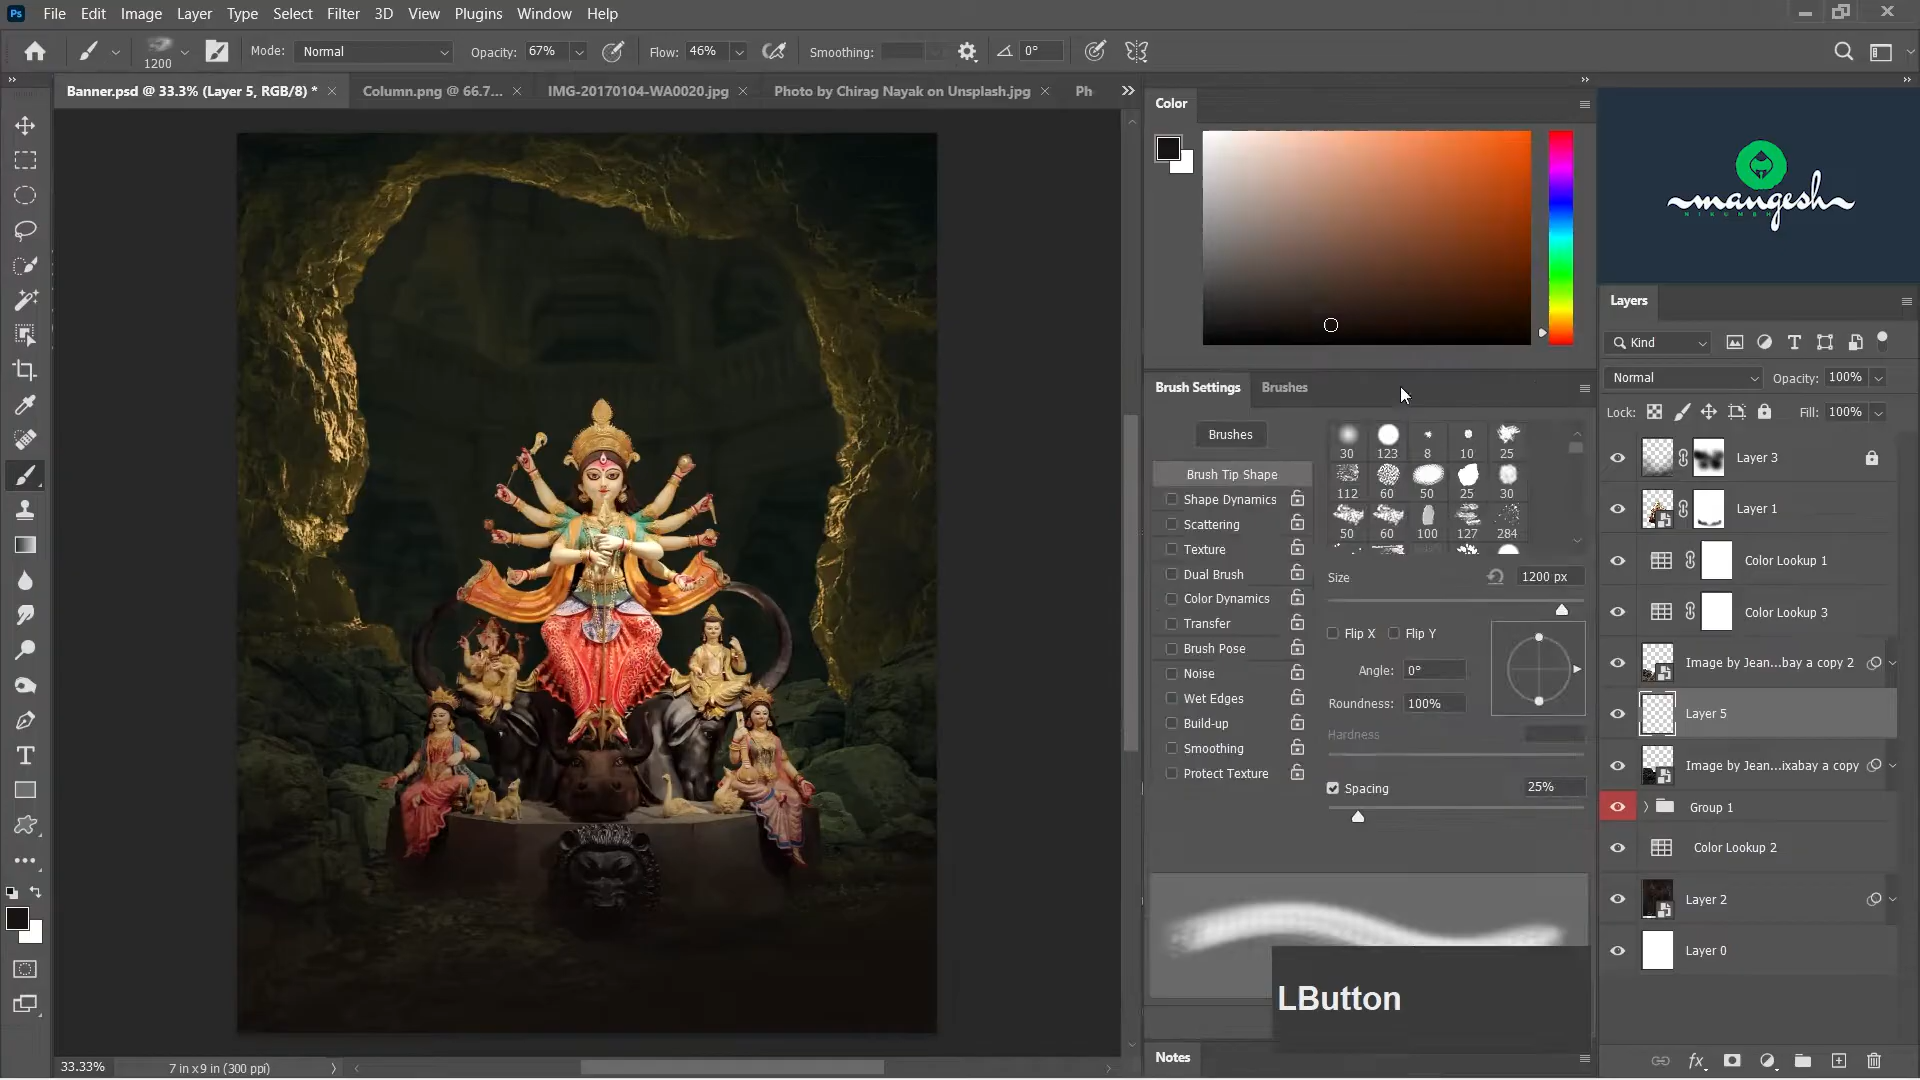 Ps File Edit Image Layer Type Select Filter 3D View Plugins Window Help
1200 Mode: Normal Opacity: 67% Flow: 46% Smoothing: 0°
Banner.psd @ 33.3% (Layer 5, RGB/8) * Column.png @ 66.7... IMG-20170104-WA0020.jpg Photo by Chirag Nayak on Unsplash.jpg Ph
Color
mangesh
NIKUMBH
Brush Settings Brushes
Brushes
Brush Tip Shape
Shape Dynamics
Scattering
Texture
Dual Brush
Color Dynamics
Transfer
Brush Pose
Noise
Wet Edges
Build-up
Smoothing
Protect Texture
30 123 8 10 25
112 60 50 25 30
50 60 100 127 284
Size 1200 px
Flip X Flip Y
Angle: 0°
Roundness: 100%
Hardness
Spacing 25%
LButton
Notes
Layers
Kind
Normal Opacity: 100%
Lock: Fill: 100%
Layer 3
Layer 1
Color Lookup 1
Color Lookup 3
Image by Jean...bay a copy 2
Layer 5
Image by Jean...ixabay a copy
Group 1
Color Lookup 2
Layer 2
Layer 0
fx
33.33% 7 in x 9 in (300 ppi)